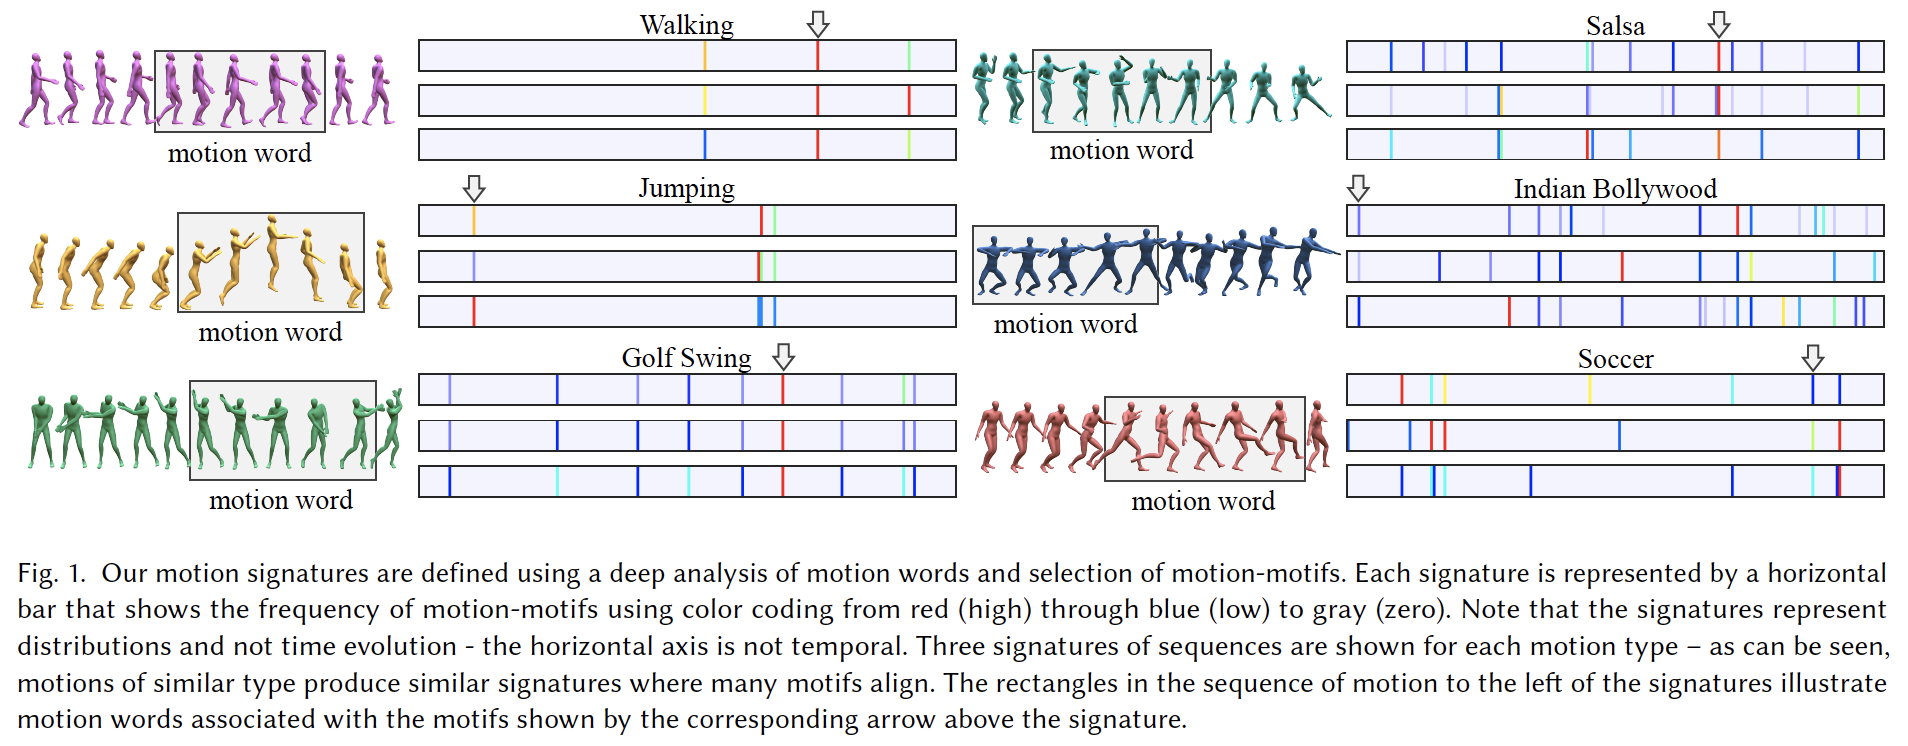 Walking
motion word
Jumping
motion word
Golf Swing
motion word
Salsa
motion word
Indian Bollywood
motion word
Soccer
motion word
Fig. 1. Our motion signatures are defined using a deep analysis of motion words and selection of motion-motifs. Each signature is represented by a horizontal
bar that shows the frequency of motion-motifs using color coding from red (high) through blue (low) to gray (zero). Note that the signatures represent
distributions and not time evolution - the horizontal axis is not temporal. Three signatures of sequences are shown for each motion type – as can be seen,
motions of similar type produce similar signatures where many motifs align. The rectangles in the sequence of motion to the left of the signatures illustrate
motion words associated with the motifs shown by the corresponding arrow above the signature.